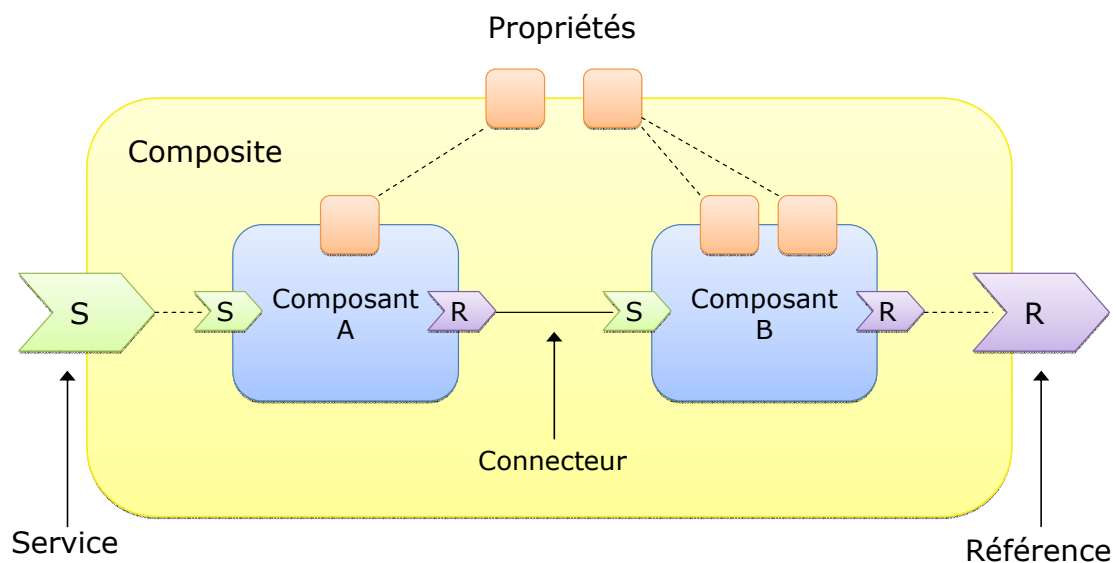 Propriétés
Composite
S
S
Composant
A
R
S
Composant
B
R
R
Connecteur
Service
Référence